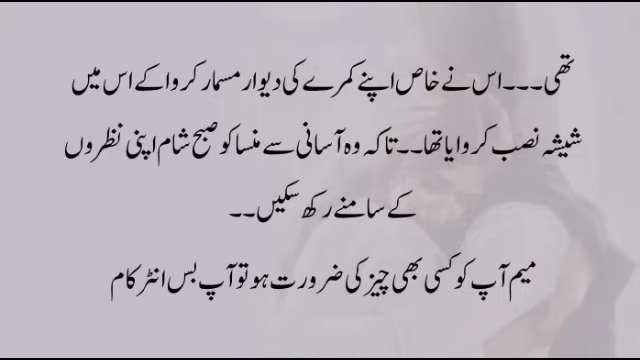 تھی۔۔۔اس نے خاص اپنے کمرے کی دیوار مسمار کروا کے اس میں
شیشہ نصب کروایا تھا۔۔تاکہ وہ آسانی سے منسا کو صبح شام اپنی نظروں
کے سامنے رکھ سکیں۔۔
میم آپ کو کسی بھی چیز کی ضرورت ہو تو آپ بس انٹر کام